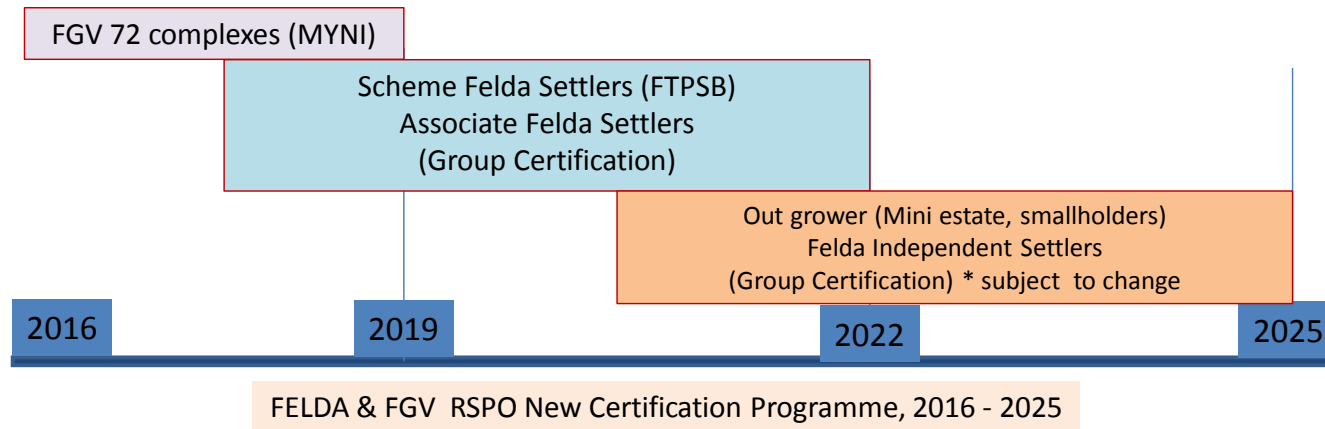 FGV 72 complexes (MYNI)
Scheme Felda Settlers (FTPSB)
Associate Felda Settlers
(Group Certification)
Out grower (Mini estate, smallholders)
Felda Independent Settlers
(Group Certification) * subject to change
2016
2019
2022
2025
FELDA & FGV RSPO New Certification Programme, 2016 - 2025